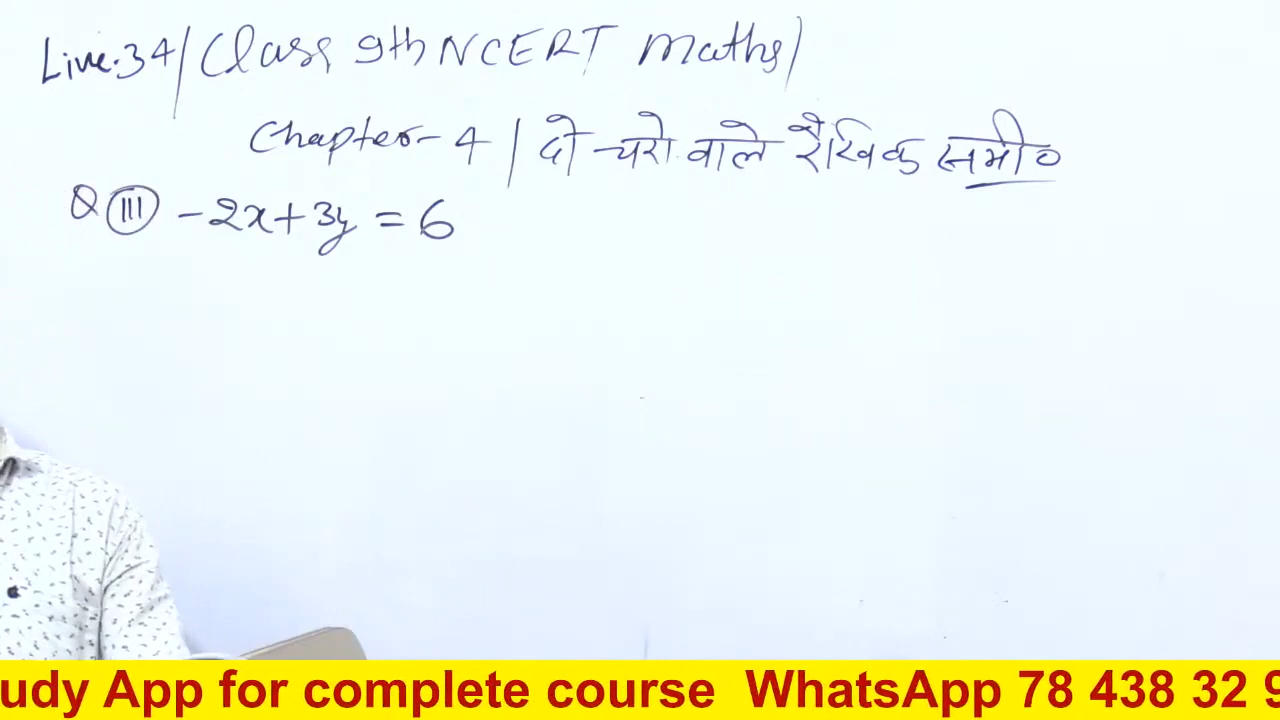 Live.34/Class 9th NCERT Maths/
Chapter-4/दो चरो वाले रैखिक समी०
Q (III) -2x+3y = 6
udy App for complete course WhatsApp 78 438 32 9